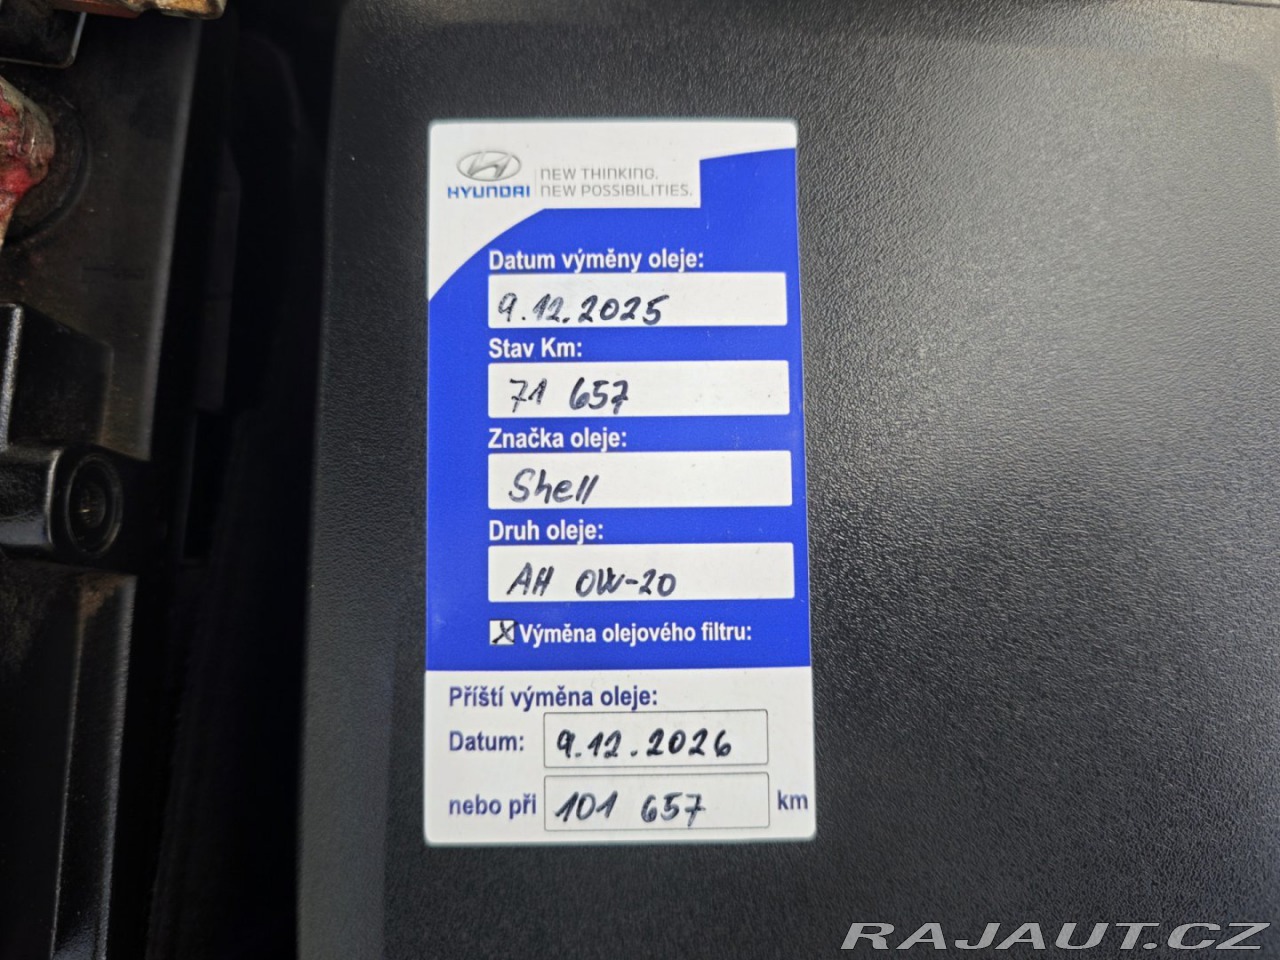 HYUNDAI
NEW THINKING.
NEW POSSIBILITIES.
Datum výměny oleje:
9.12.2025
Stav Km:
71 657
Značka oleje:
Shell
Druh oleje:
AH 0W-20
X Výměna olejového filtru:
Příští výměna oleje:
Datum: 9.12.2026
nebo při 101 657 km
RAJAUT.CZ